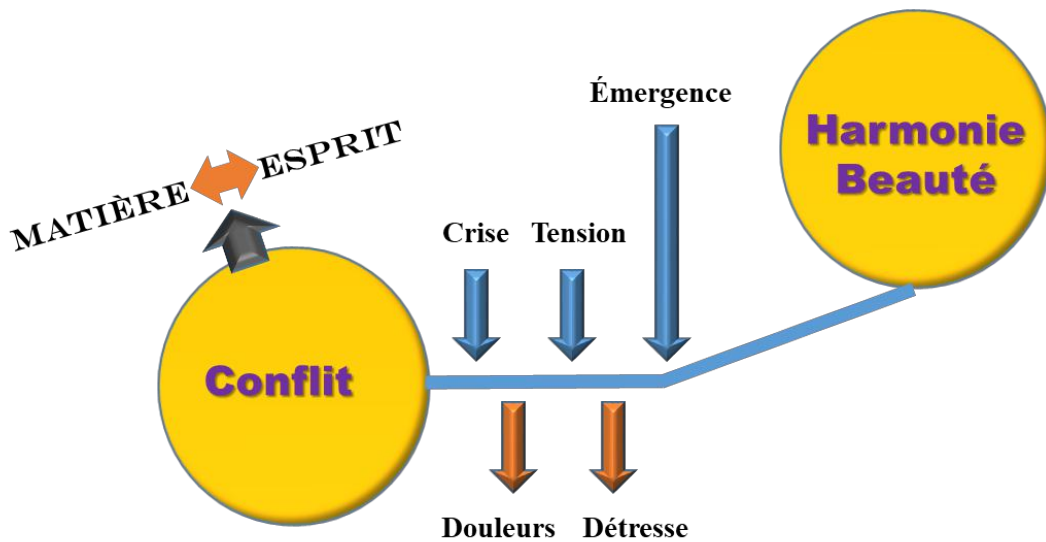 Émergence
Harmonie
Beauté
MATIÈRE
ESPRIT
Crise
Tension
Conflit
Douleurs
Détresse